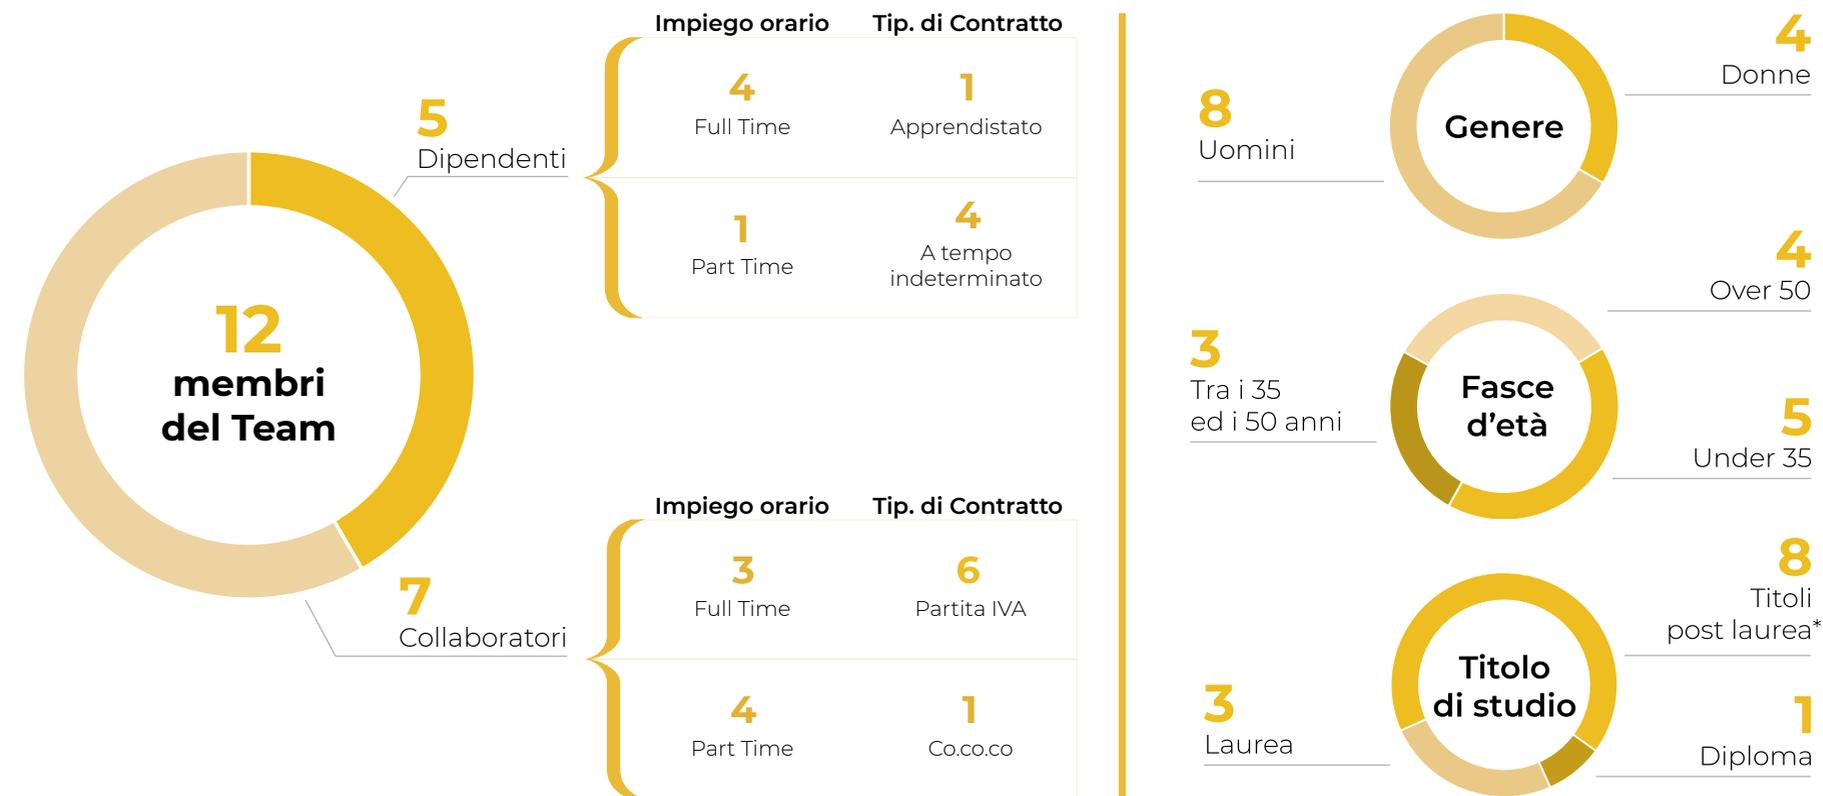 12
membri
del Team
5
Dipendenti
Impiego orario
Tip. di Contratto
4
Full Time
1
Apprendistato
1
Part Time
4
A tempo
indeterminato
7
Collaboratori
Impiego orario
Tip. di Contratto
3
Full Time
6
Partita IVA
4
Part Time
1
Co.co.co
Genere
8
Uomini
4
Donne
Fasce
d’età
4
Over 50
3
Tra i 35
ed i 50 anni
5
Under 35
Titolo
di studio
8
Titoli
post laurea*
3
Laurea
1
Diploma